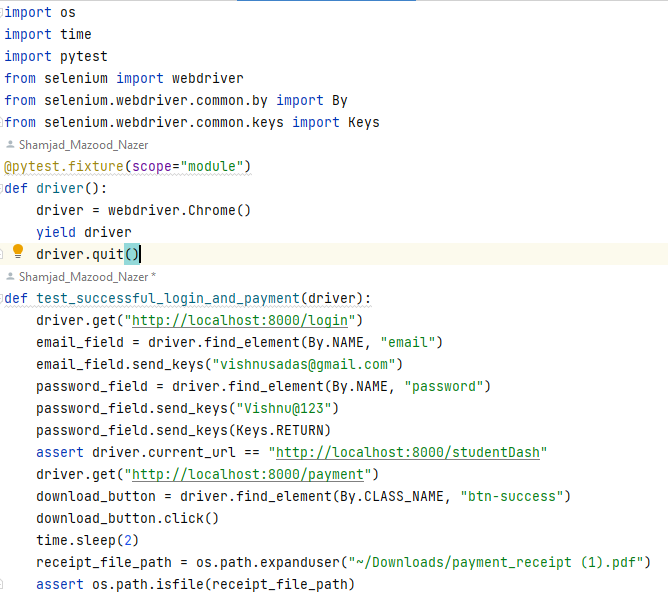 import os
import time
import pytest
from selenium import webdriver
from selenium.webdriver.common.by import By
from selenium.webdriver.common.keys import Keys
Shamjad_Mazood_Nazer
@pytest.fixture(scope="module")
def driver():
    driver = webdriver.Chrome()
    yield driver
    driver.quit()
Shamjad_Mazood_Nazer *
def test_successful_login_and_payment(driver):
    driver.get("http://localhost:8000/login")
    email_field = driver.find_element(By.NAME, "email")
    email_field.send_keys("vishnusadas@gmail.com")
    password_field = driver.find_element(By.NAME, "password")
    password_field.send_keys("Vishnu@123")
    password_field.send_keys(Keys.RETURN)
    assert driver.current_url == "http://localhost:8000/studentDash"
    driver.get("http://localhost:8000/payment")
    download_button = driver.find_element(By.CLASS_NAME, "btn-success")
    download_button.click()
    time.sleep(2)
    receipt_file_path = os.path.expanduser("~/Downloads/payment_receipt (1).pdf")
    assert os.path.isfile(receipt_file_path)